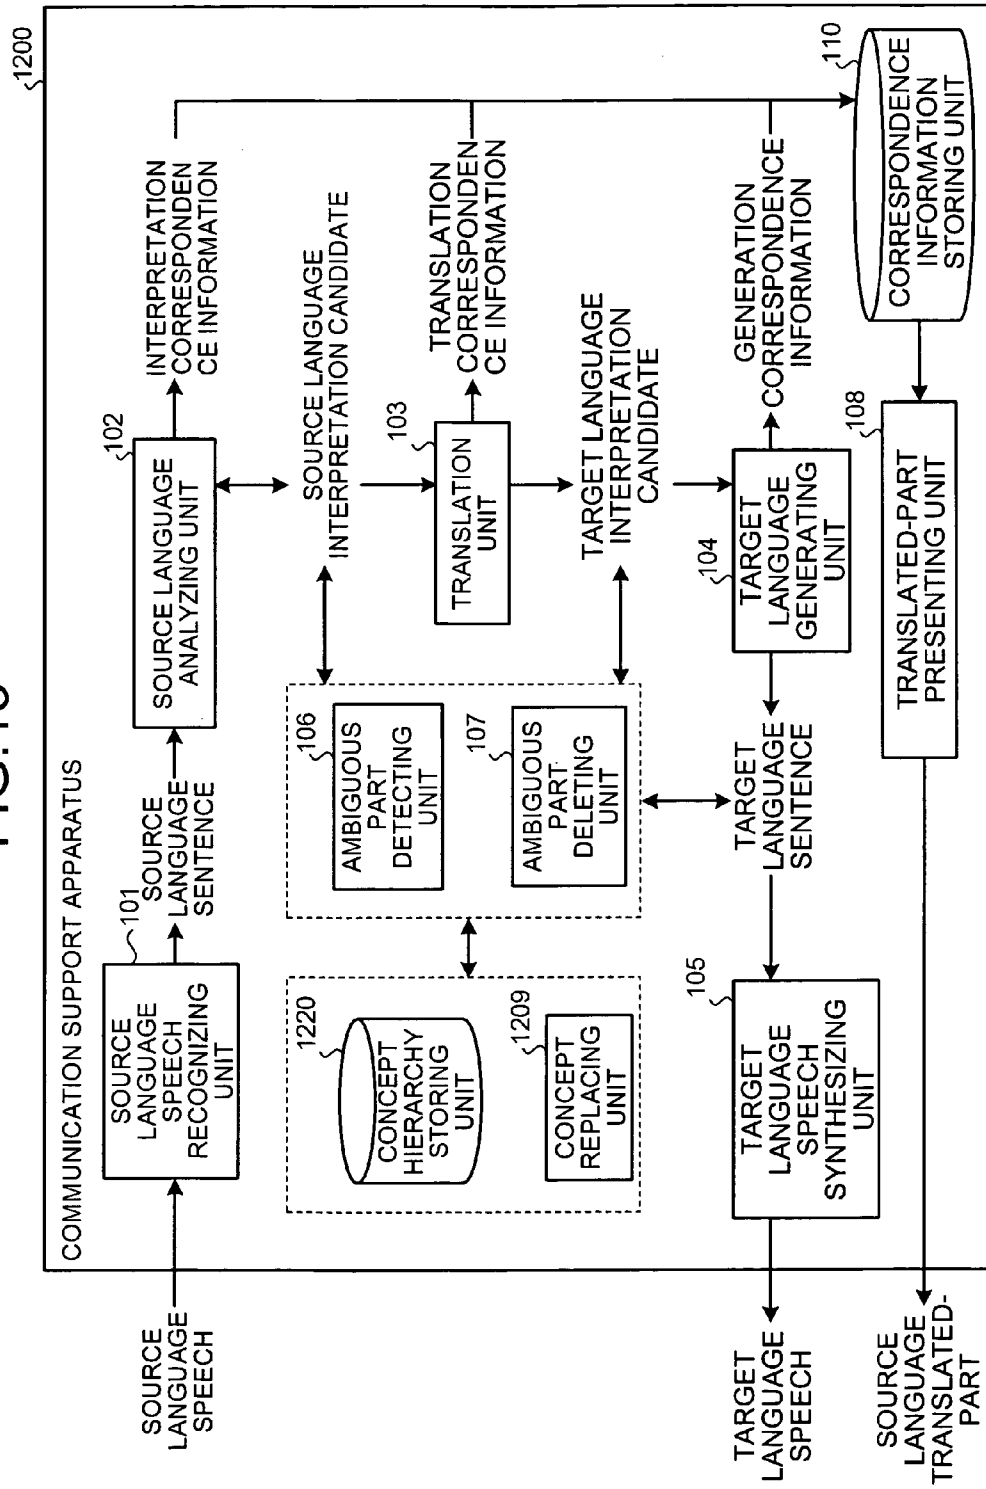 1200
COMMUNICATION SUPPORT APPARATUS
SOURCE
LANGUAGE
SPEECH
101
SOURCE
LANGUAGE
SPEECH
RECOGNIZING
UNIT
SOURCE
LANGUAGE
SENTENCE
102
SOURCE LANGUAGE
ANALYZING UNIT
INTERPRETATION
CORRESPONDEN
CE INFORMATION
SOURCE LANGUAGE
INTERPRETATION CANDIDATE
1220
CONCEPT
HIERARCHY
STORING
UNIT
1209
CONCEPT
REPLACING
UNIT
106
AMBIGUOUS
PART
DETECTING
UNIT
107
AMBIGUOUS
PART
DELETING
UNIT
103
TRANSLATION
UNIT
TRANSLATION
CORRESPONDEN
CE INFORMATION
TARGET LANGUAGE
INTERPRETATION
CANDIDATE
TARGET
LANGUAGE
SPEECH
105
TARGET
LANGUAGE
SPEECH
SYNTHESIZING
UNIT
TARGET
LANGUAGE
SENTENCE
104
TARGET
LANGUAGE
GENERATING
UNIT
GENERATION
CORRESPONDENCE
INFORMATION
SOURCE
LANGUAGE
TRANSLATED-
PART
108
TRANSLATED-PART
PRESENTING UNIT
110
CORRESPONDENCE
INFORMATION
STORING UNIT